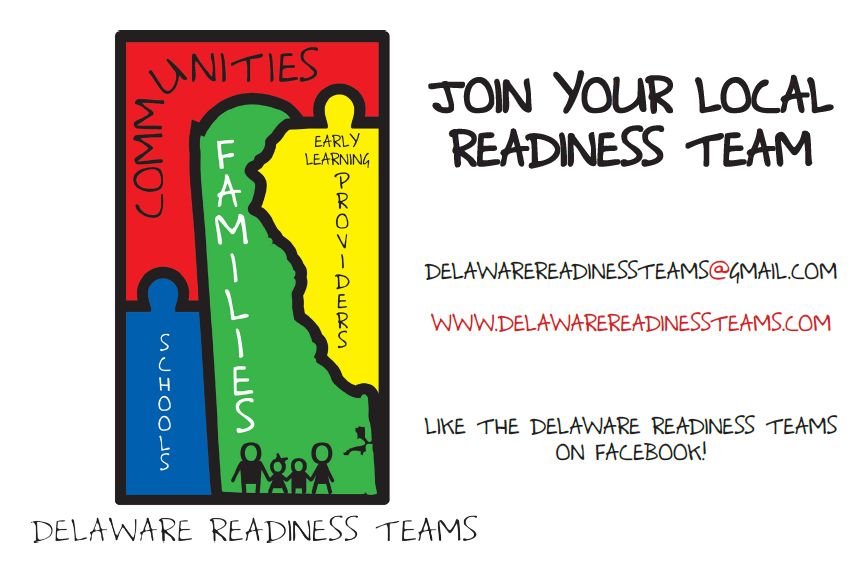 COMMUNITIES
FAMILIES
EARLY
LEARNING
PROVIDERS
SCHOOLS
DELAWARE READINESS TEAMS
JOIN YOUR LOCAL
READINESS TEAM
DELAWAREREADINESSTEAMS@GMAIL.COM
WWW.DELAWAREREADINESSTEAMS.COM
LIKE THE DELAWARE READINESS TEAMS
ON FACEBOOK!